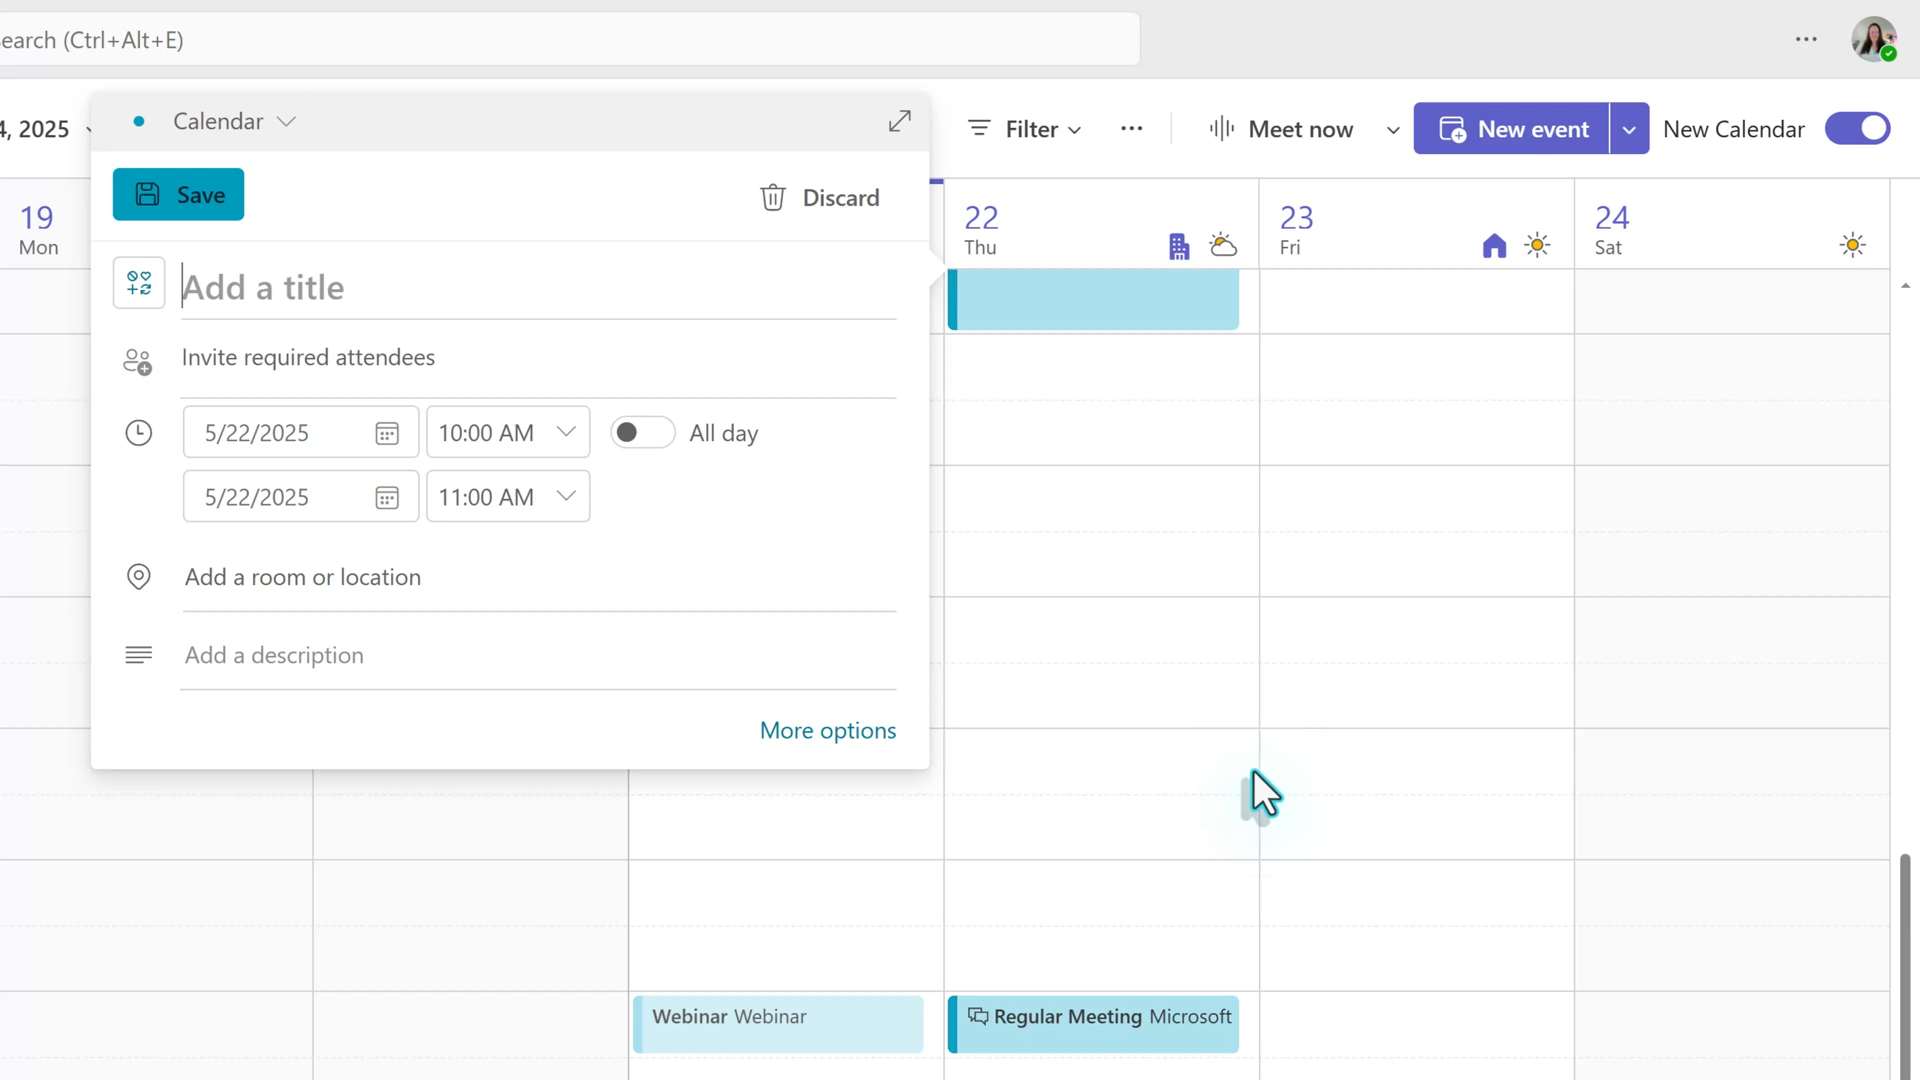 earch (Ctrl+Alt+E)
4, 2025
Calendar
Filter
Meet now
New event
New Calendar
Save
Discard
19
Mon
22
Thu
23
Fri
24
Sat
Add a title
Invite required attendees
5/22/2025
10:00 AM
All day
5/22/2025
11:00 AM
Add a room or location
Add a description
More options
Webinar Webinar
Regular Meeting Microsoft